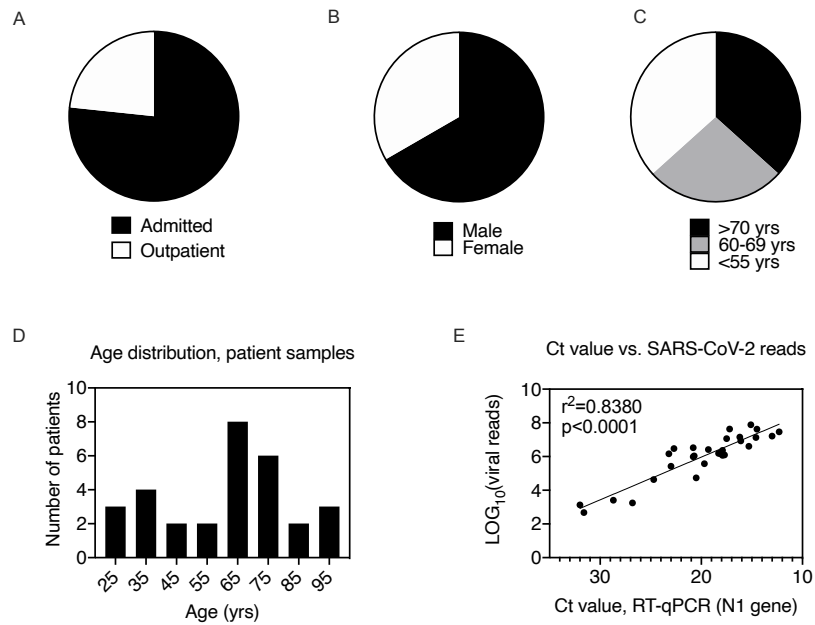 A
B
C
Admitted
Outpatient
Male
Female
>70 yrs
60-69 yrs
<55 yrs
D
Age distribution, patient samples
Number of patients
10
8
6
4
2
0
25
35
45
55
65
75
85
95
Age (yrs)
E
Ct value vs. SARS-CoV-2 reads
r²=0.8380
p<0.0001
LOG₁₀(viral reads)
10
8
6
4
2
0
30
20
10
Ct value, RT-qPCR (N1 gene)